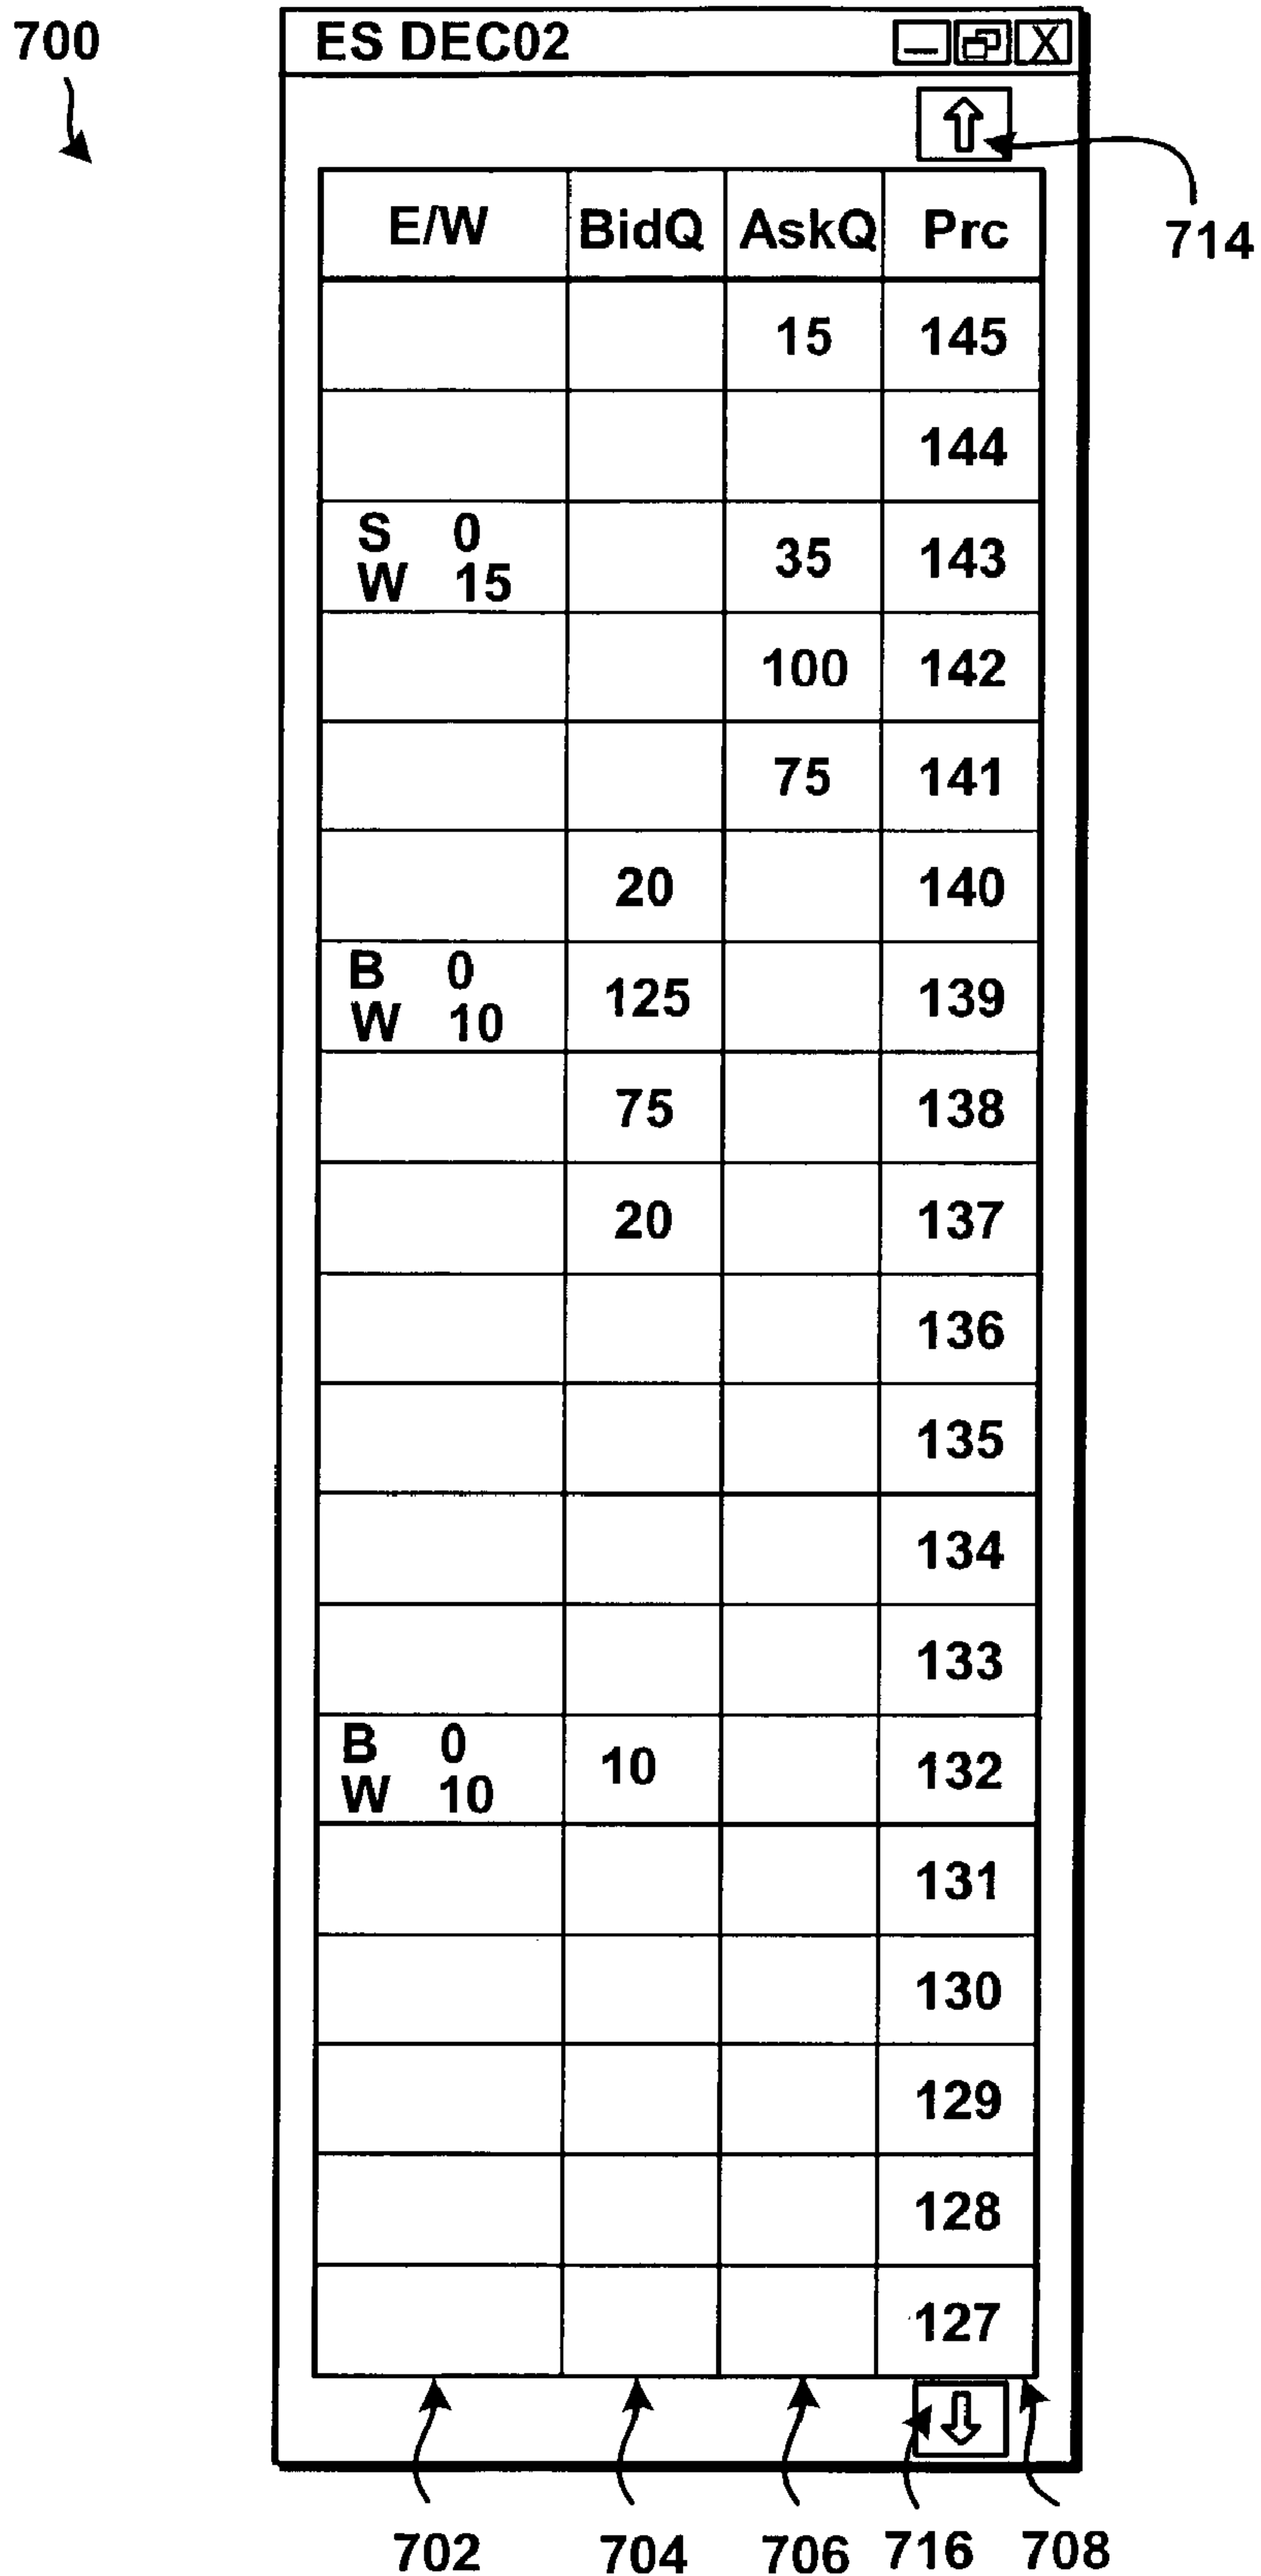 700
ES DEC02
714
E/W BidQ AskQ Prc
15 145
144
S 0
W 15
35 143
100 142
75 141
20 140
B 0
W 10
125 139
75 138
20 137
136
135
134
133
B 0
W 10
10 132
131
130
129
128
127
702 704 706 716 708